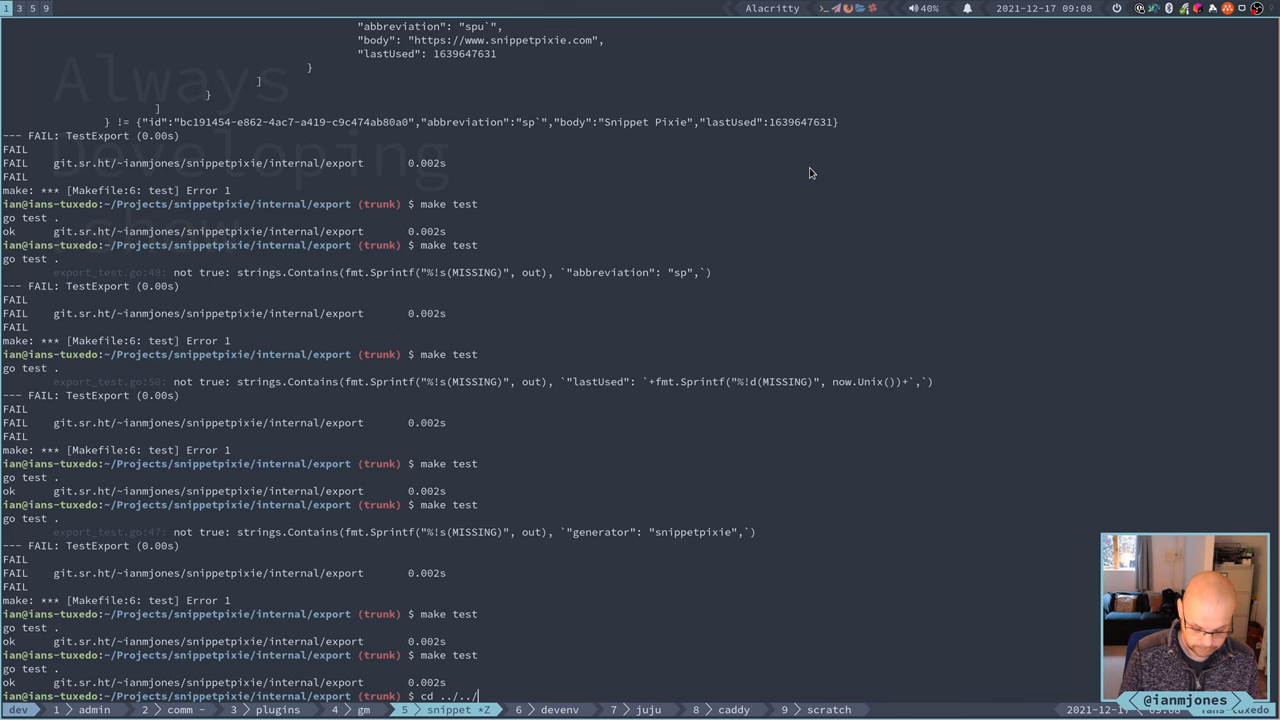 1 3 5 9 Alacritty 40% 2021-12-17 09:08
"abbreviation": "spu`",
"body": "https://www.snippetpixie.com",
"lastUsed": 1639647631
}
]
}
]
} != {"id":"bc191454-e862-4ac7-a419-c9c474ab80a0","abbreviation":"sp`","body":"Snippet Pixie","lastUsed":1639647631}
Always
Developing
--- FAIL: TestExport (0.00s)
FAIL
FAIL git.sr.ht/~ianmjones/snippetpixie/internal/export 0.002s
FAIL
make: *** [Makefile:6: test] Error 1
ian@ians-tuxedo:~/Projects/snippetpixie/internal/export (trunk) $ make test
go test .
ok git.sr.ht/~ianmjones/snippetpixie/internal/export 0.002s
ian@ians-tuxedo:~/Projects/snippetpixie/internal/export (trunk) $ make test
go test .
export_test.go:48: not true: strings.Contains(fmt.Sprintf("%!s(MISSING)", out), `"abbreviation": "sp",`)
--- FAIL: TestExport (0.00s)
FAIL
FAIL git.sr.ht/~ianmjones/snippetpixie/internal/export 0.002s
FAIL
make: *** [Makefile:6: test] Error 1
ian@ians-tuxedo:~/Projects/snippetpixie/internal/export (trunk) $ make test
go test .
export_test.go:50: not true: strings.Contains(fmt.Sprintf("%!s(MISSING)", out), `"lastUsed": `+fmt.Sprintf("%!d(MISSING)", now.Unix())+`,`)
--- FAIL: TestExport (0.00s)
FAIL
FAIL git.sr.ht/~ianmjones/snippetpixie/internal/export 0.002s
FAIL
make: *** [Makefile:6: test] Error 1
ian@ians-tuxedo:~/Projects/snippetpixie/internal/export (trunk) $ make test
go test .
ok git.sr.ht/~ianmjones/snippetpixie/internal/export 0.002s
ian@ians-tuxedo:~/Projects/snippetpixie/internal/export (trunk) $ make test
go test .
export_test.go:47: not true: strings.Contains(fmt.Sprintf("%!s(MISSING)", out), `"generator": "snippetpixie",`)
--- FAIL: TestExport (0.00s)
FAIL
FAIL git.sr.ht/~ianmjones/snippetpixie/internal/export 0.002s
FAIL
make: *** [Makefile:6: test] Error 1
ian@ians-tuxedo:~/Projects/snippetpixie/internal/export (trunk) $ make test
go test .
ok git.sr.ht/~ianmjones/snippetpixie/internal/export 0.002s
ian@ians-tuxedo:~/Projects/snippetpixie/internal/export (trunk) $ make test
go test .
ok git.sr.ht/~ianmjones/snippetpixie/internal/export 0.002s
ian@ians-tuxedo:~/Projects/snippetpixie/internal/export (trunk) $ cd ../../
@ianmjones
dev 1 admin 2 comm - 3 plugins 4 gm 5 snippet *Z 6 devenv 7 juju 8 caddy 9 scratch